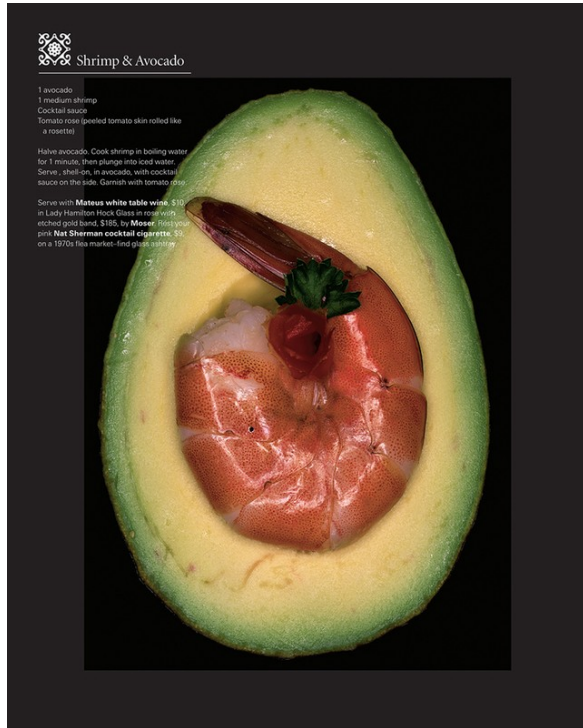 Shrimp & Avocado
1 avocado
1 medium shrimp
Cocktail sauce
Tomato rose (peeled tomato skin rolled like
a rosette)
Halve avocado. Cook shrimp in boiling water
for 1 minute, then plunge into iced water.
Serve , shell-on, in avocado, with cocktail
sauce on the side. Garnish with tomato rose.
Serve with Mateus white table wine, $10,
in Lady Hamilton Hock Glass in rose with
etched gold band, $185, by Moser. Rest your
pink Nat Sherman cocktail cigarette, $9,
on a 1970s flea market–find glass ashtray.